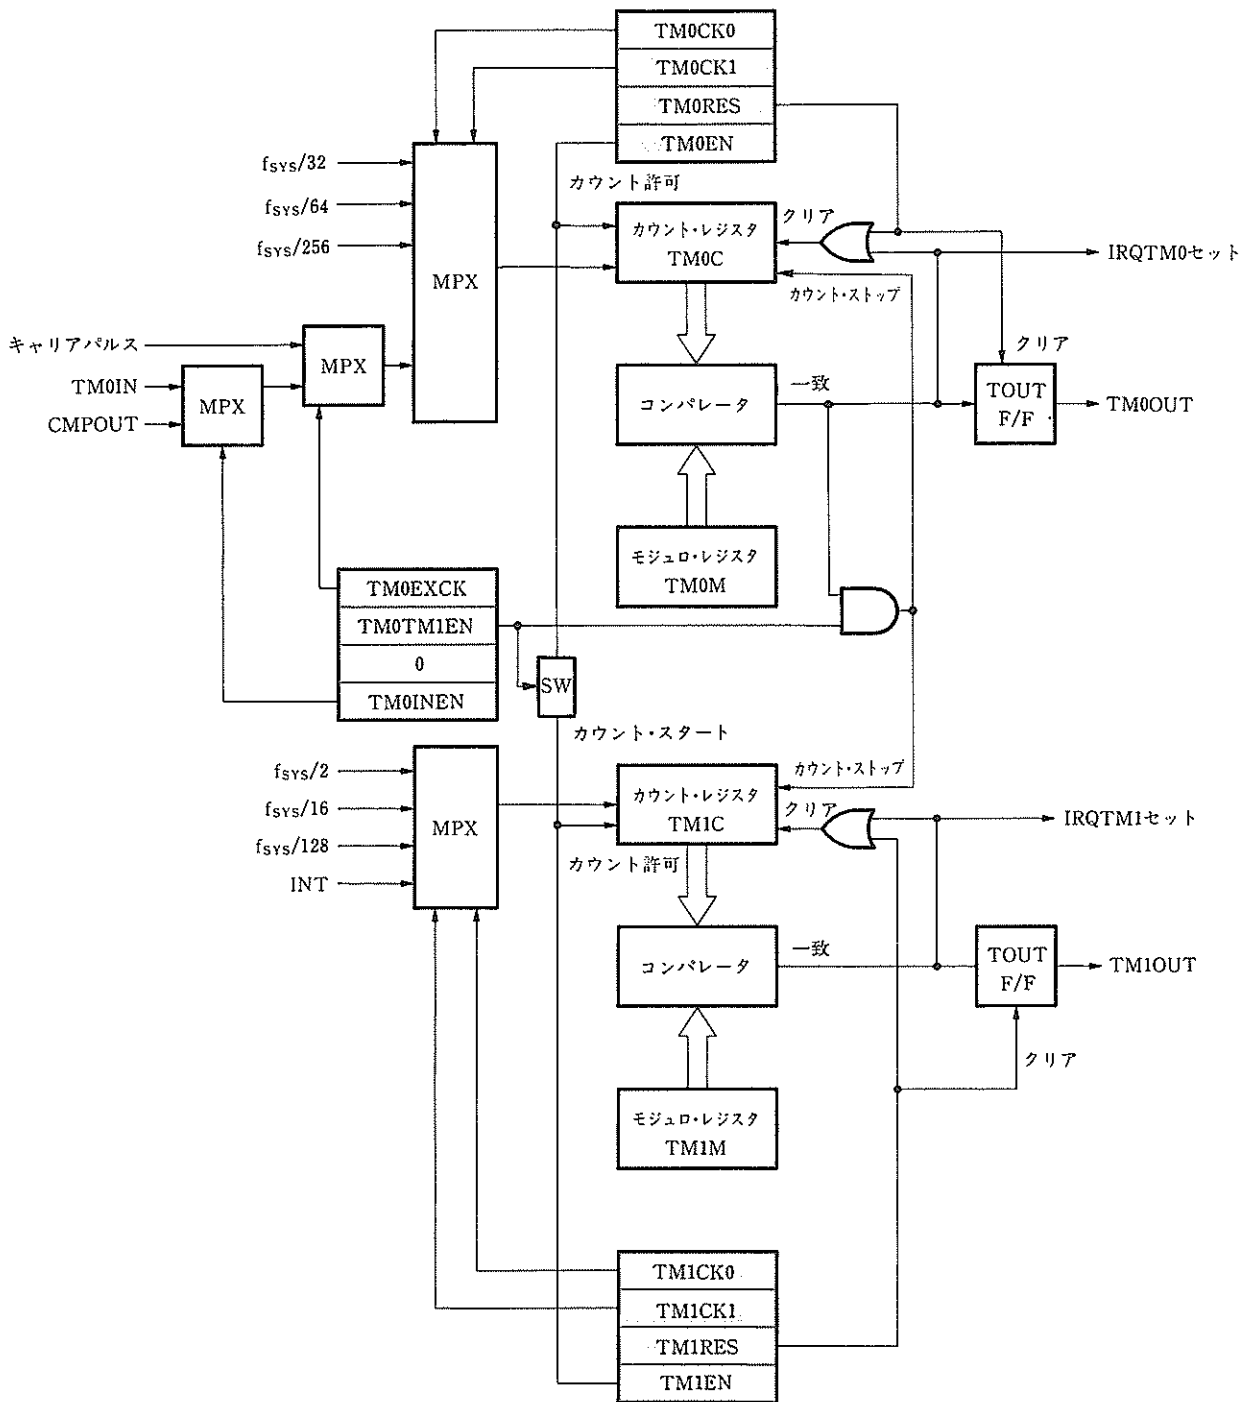 TM0CK0
TM0CK1
TM0RES
TM0EN
fSYS/32
fSYS/64
fSYS/256
MPX
カウント許可
カウント・レジスタ
TM0C
クリア
IRQTM0セット
カウント・ストップ
キャリアパルス
TM0IN
CMPOUT
MPX
MPX
コンパレータ
一致
クリア
TOUT
F/F
TM0OUT
モジュロ・レジスタ
TM0M
TM0EXCK
TM0TM1EN
0
TM0INEN
SW
カウント・スタート
fSYS/2
fSYS/16
fSYS/128
INT
MPX
カウント・レジスタ
TM1C
カウント・ストップ
クリア
IRQTM1セット
カウント許可
コンパレータ
一致
TOUT
F/F
TM1OUT
クリア
モジュロ・レジスタ
TM1M
TM1CK0
TM1CK1
TM1RES
TM1EN